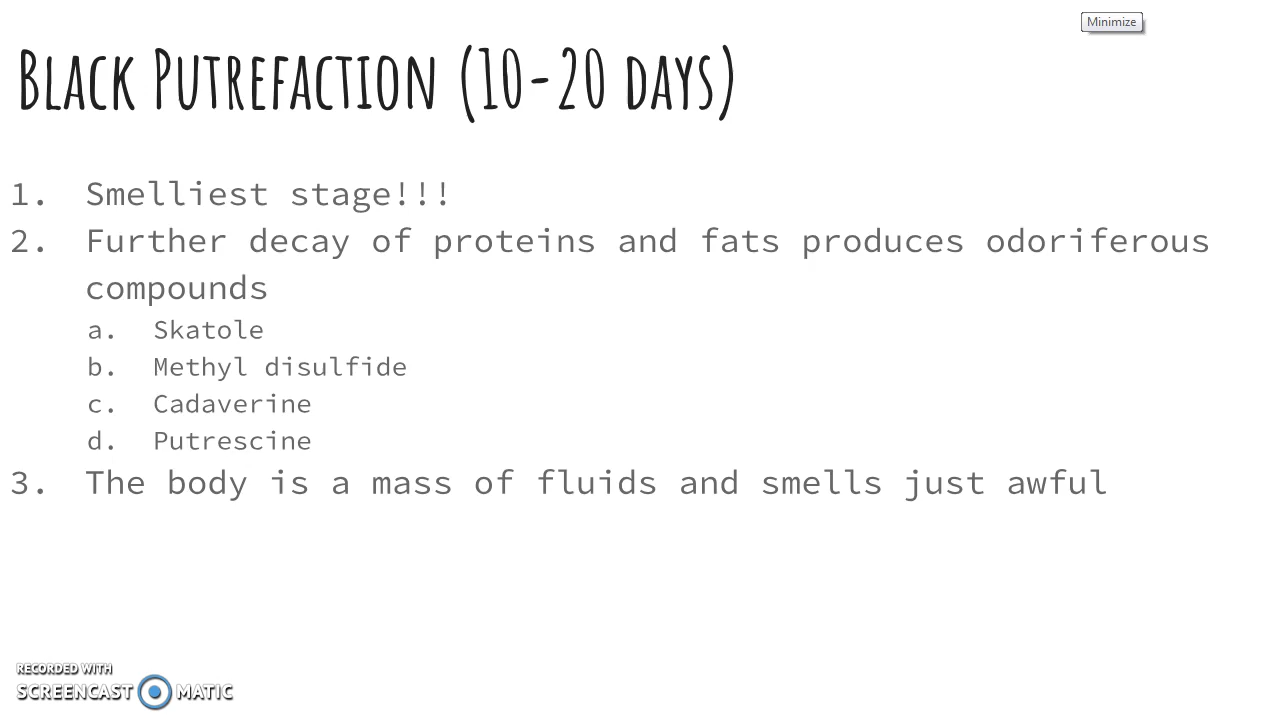 Minimize
Black Putrefaction (10-20 days)
1. Smelliest stage!!!
2. Further decay of proteins and fats produces odoriferous
compounds
a. Skatole
b. Methyl disulfide
c. Cadaverine
d. Putrescine
3. The body is a mass of fluids and smells just awful
RECORDED WITH
SCREENCAST MATIC